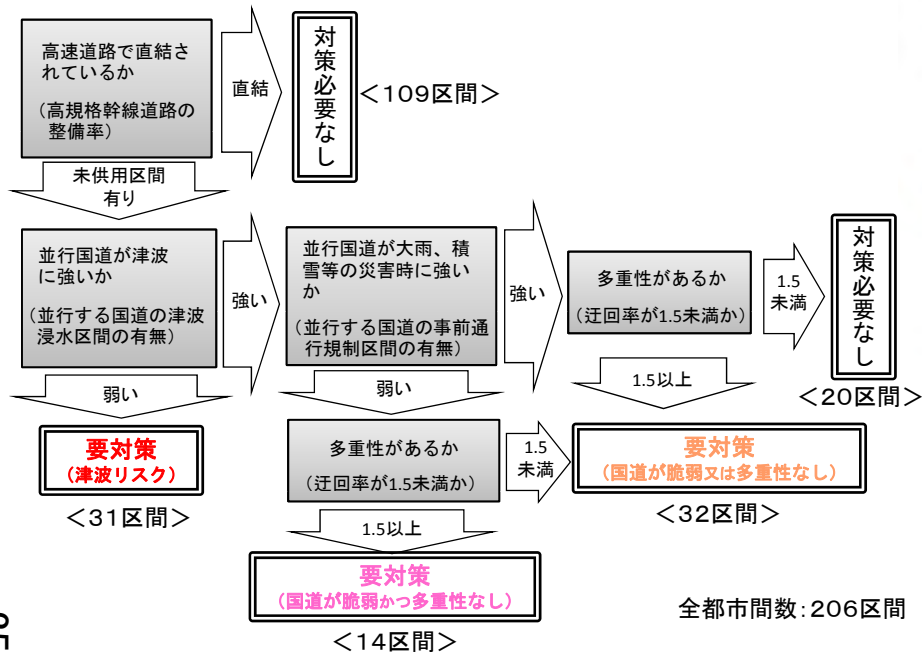 高速道路で直結さ
れているか
(高規格幹線道路の
整備率)
直結
対策必要なし
＜109区間＞
未供用区間
有り
並行国道が津波
に強いか
(並行する国道の津波
浸水区間の有無)
強い
並行国道が大雨、積
雪等の災害時に強い
か
(並行する国道の事前通
行規制区間の有無)
強い
多重性があるか
(迂回率が1.5未満か)
1.5
未満
対策必要なし
＜20区間＞
弱い
要対策
(津波リスク)
＜31区間＞
弱い
多重性があるか
(迂回率が1.5未満か)
1.5
未満
1.5以上
要対策
(国道が脆弱又は多重性なし)
＜32区間＞
1.5以上
要対策
(国道が脆弱かつ多重性なし)
＜14区間＞
全都市間数：206区間